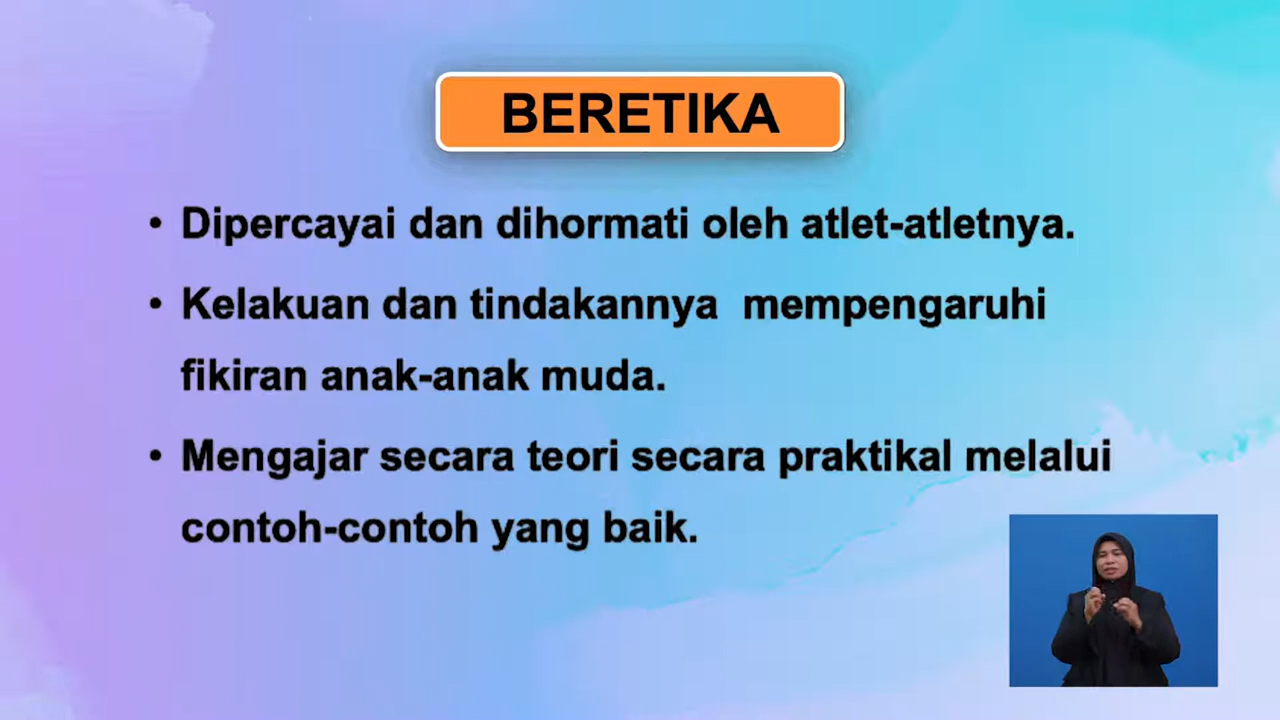 BERETIKA
• Dipercayai dan dihormati oleh atlet-atletnya.
• Kelakuan dan tindakannya  mempengaruhi
fikiran anak-anak muda.
• Mengajar secara teori secara praktikal melalui
contoh-contoh yang baik.